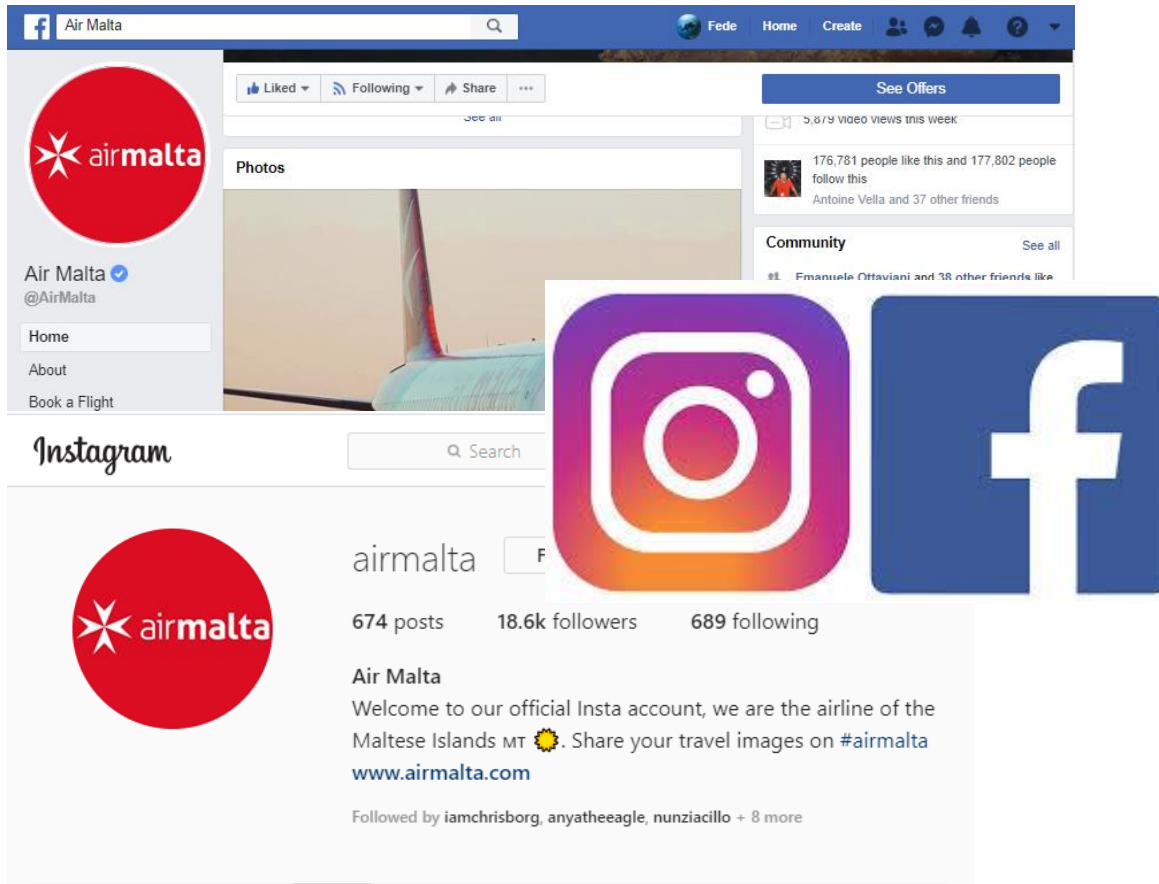 Air Malta
Fede Home Create
Liked Following Share
See Offers
See all
5,879 video views this week
176,781 people like this and 177,802 people
follow this
Antoine Vella and 37 other friends
Photos
airmalta
Community See all
Emanuele Ottaviani and 38 other friends like
Air Malta
@AirMalta
Home
About
Book a Flight
Instagram
Search
airmalta
airmalta
674 posts 18.6k followers 689 following
Air Malta
Welcome to our official Insta account, we are the airline of the
Maltese Islands MT . Share your travel images on #airmalta
www.airmalta.com
Followed by iamchrisborg, anyatheeagle, nunziacillo + 8 more